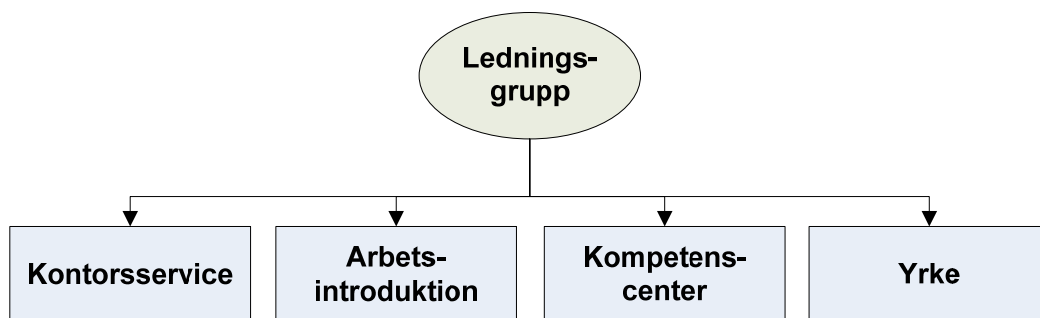 Lednings-
grupp
Kontorsservice
Arbets-
introduktion
Kompetens-
center
Yrke